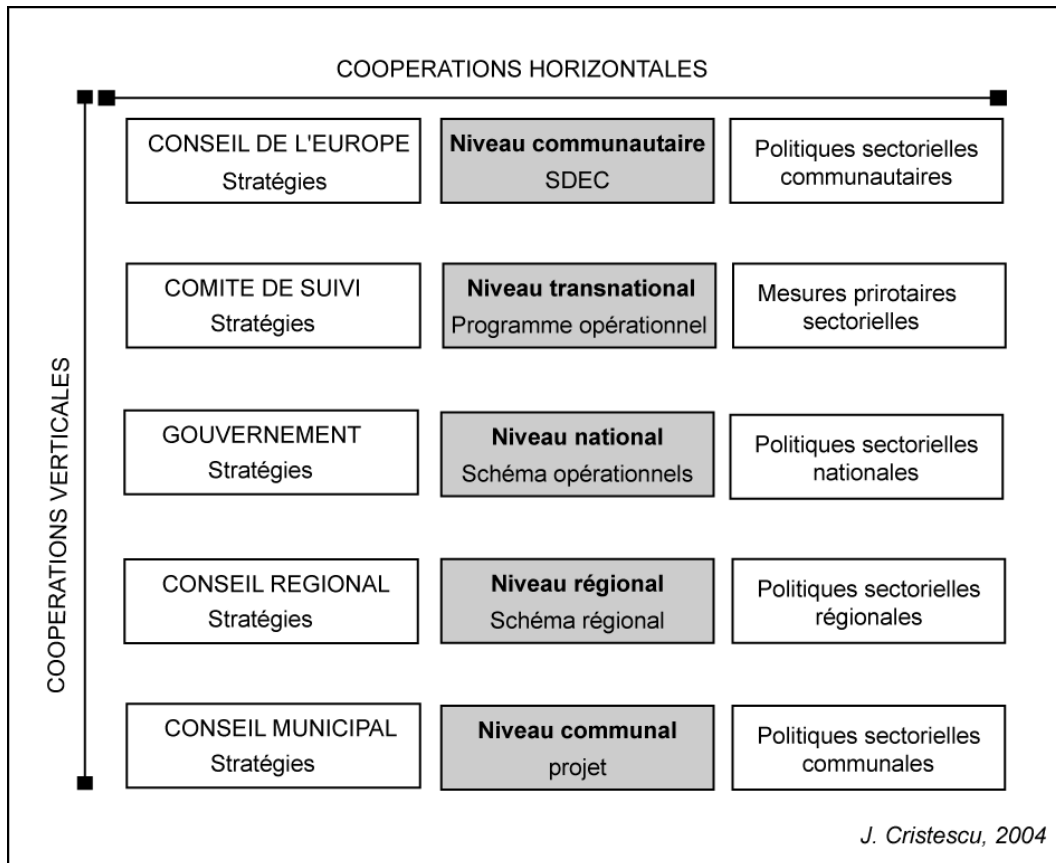 COOPERATIONS HORIZONTALES
COOPERATIONS VERTICALES
CONSEIL DE L'EUROPE
Stratégies
Niveau communautaire
SDEC
Politiques sectorielles
communautaires
COMITE DE SUIVI
Stratégies
Niveau transnational
Programme opérationnel
Mesures prirotaires
sectorielles
GOUVERNEMENT
Stratégies
Niveau national
Schéma opérationnels
Politiques sectorielles
nationales
CONSEIL REGIONAL
Stratégies
Niveau régional
Schéma régional
Politiques sectorielles
régionales
CONSEIL MUNICIPAL
Stratégies
Niveau communal
projet
Politiques sectorielles
communales
J. Cristescu, 2004